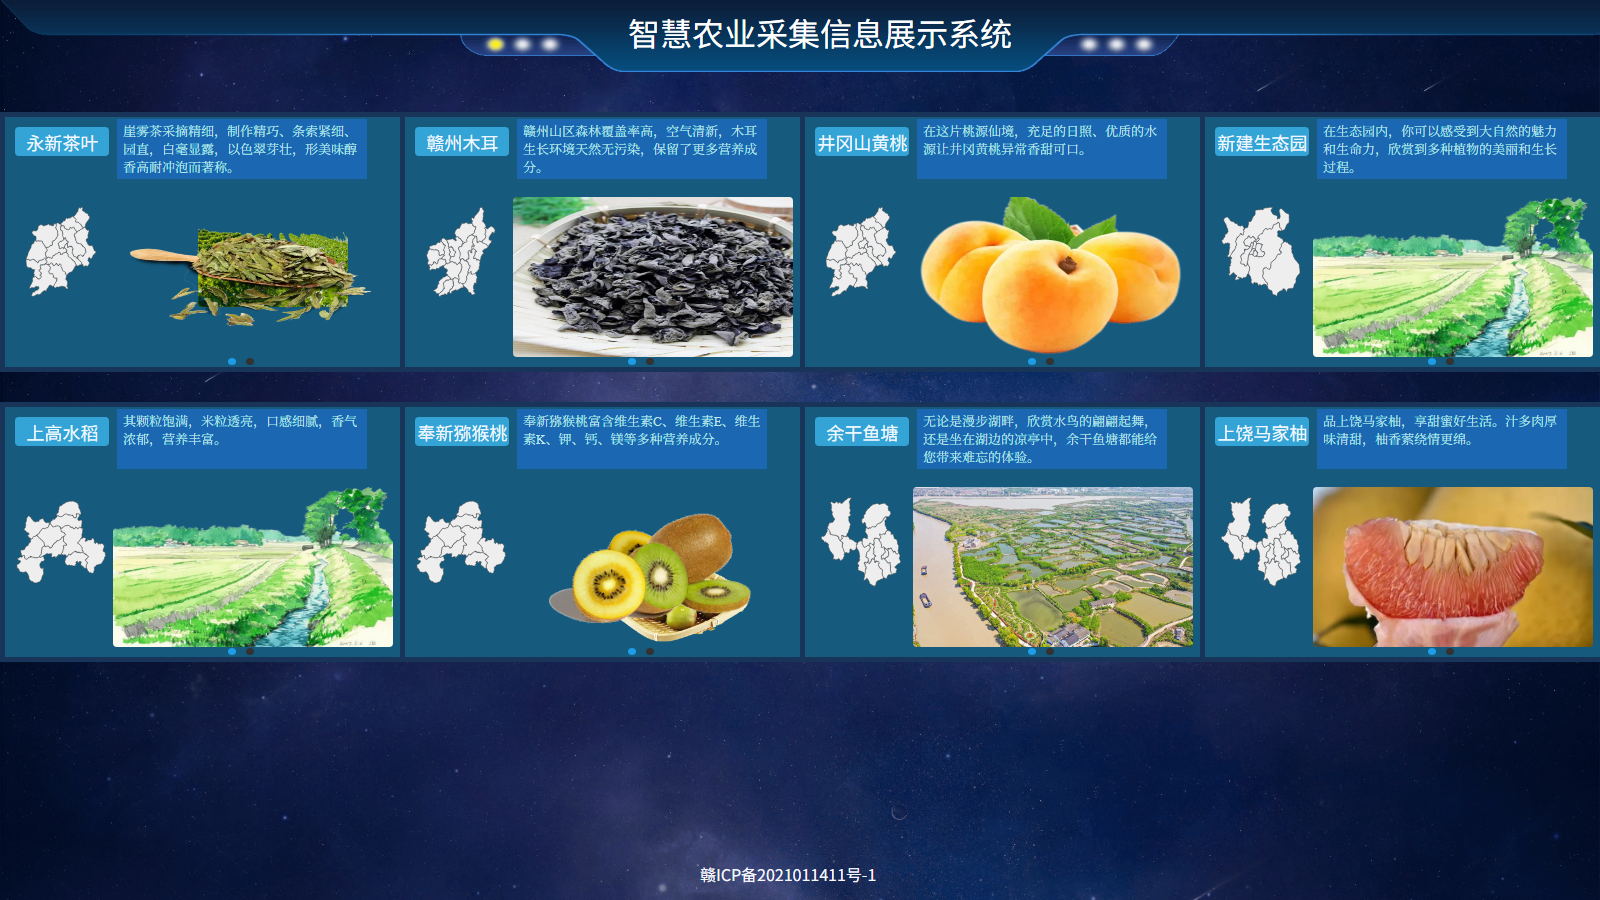 智慧农业采集信息展示系统
永新茶叶
崖雾茶采摘精细，制作精巧、条索紧细、
园直，白毫显露，以色翠芽壮，形美味醇
香高耐冲泡而著称。
赣州木耳
赣州山区森林覆盖率高，空气清新，木耳
生长环境天然无污染，保留了更多营养成
分。
井冈山黄桃
在这片桃源仙境，充足的日照、优质的水
源让井冈黄桃异常香甜可口。
新建生态园
在生态园内，你可以感受到大自然的魅力
和生命力，欣赏到多种植物的美丽和生长
过程。
上高水稻
其颗粒饱满，米粒透亮，口感细腻，香气
浓郁，营养丰富。
奉新猕猴桃
奉新猕猴桃富含维生素C、维生素E、维生
素K、钾、钙、镁等多种营养成分。
余干鱼塘
无论是漫步湖畔，欣赏水鸟的翩翩起舞，
还是坐在湖边的凉亭中，余干鱼塘都能给
您带来难忘的体验。
上饶马家柚
品上饶马家柚，享甜蜜好生活。汁多肉厚
味清甜，柚香萦绕情更绵。
赣ICP备2021011411号-1